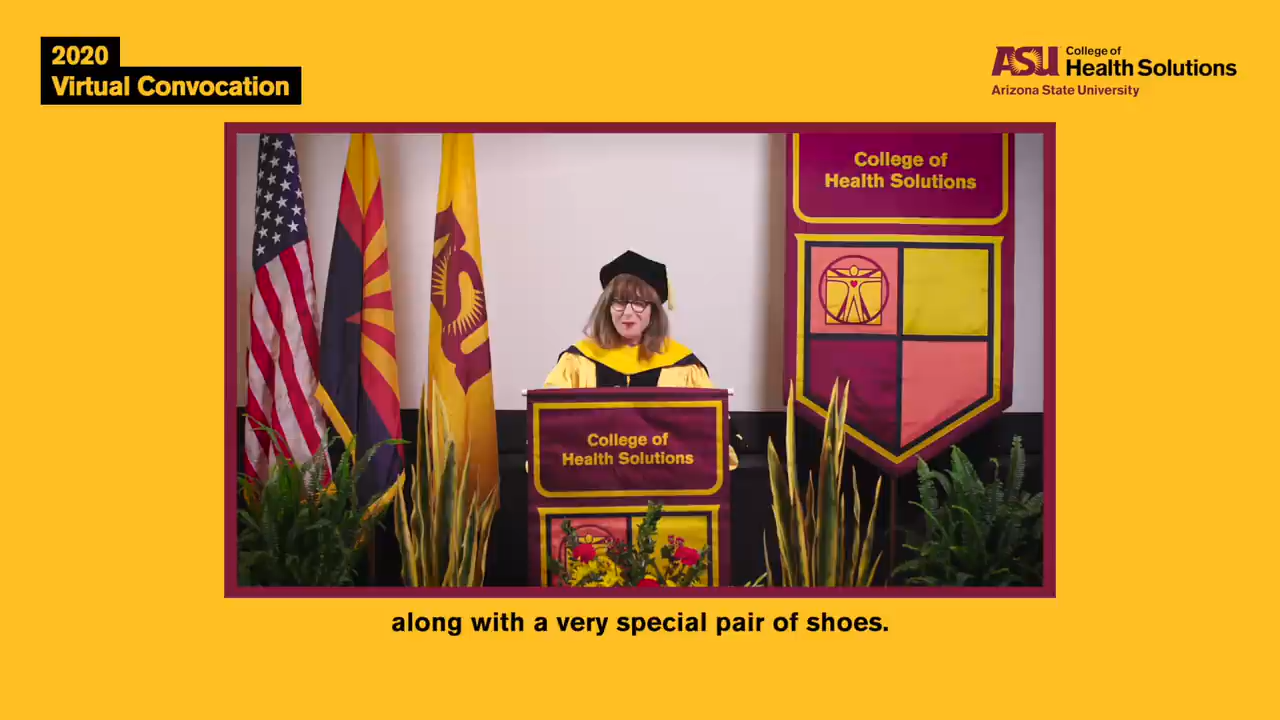 2020
Virtual Convocation
ASU College of
Health Solutions
Arizona State University
College of
Health Solutions
College of
Health Solutions
along with a very special pair of shoes.